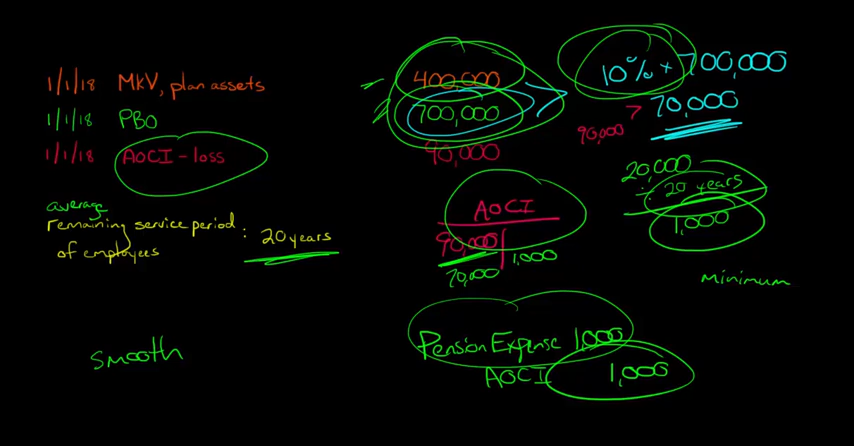 1/1/18 MKV, plan assets 400,000
1/1/18 PBO 700,000
1/1/18 AOCI - loss 90,000
average
Remaining service period : 20 years
of employees
smooth
10% * 700,000
90,000 > 70,000
20,000
÷ 20 years
1,000
minimum
AOCI
90,000
70,000 1,000
Pension Expense 1,000
AOCI 1,000